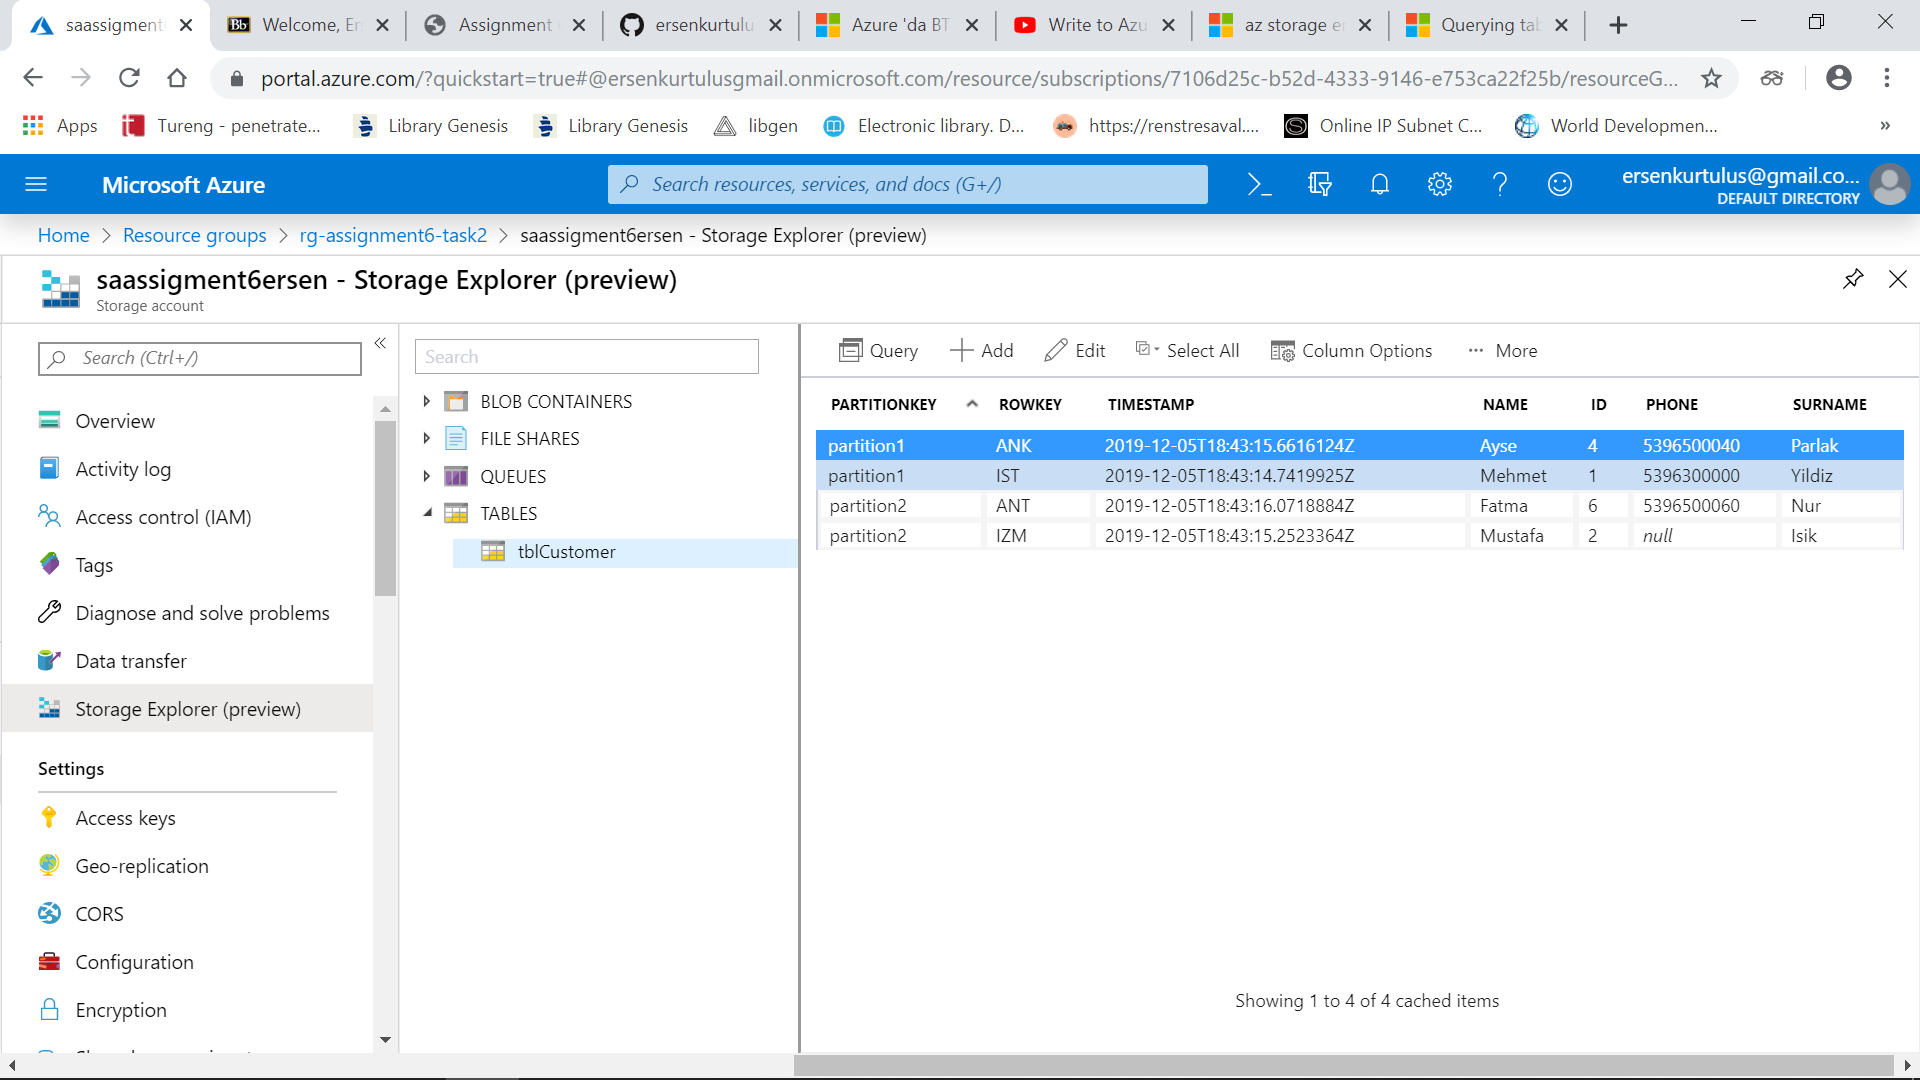 saassigment
Welcome, Er
Assignment
ersenkurtulu
Azure 'da BT
Write to Azu
az storage e
Querying tab
portal.azure.com/?quickstart=true#@ersenkurtulusgmail.onmicrosoft.com/resource/subscriptions/7106d25c-b52d-4333-9146-e753ca22f25b/resourceG...
Apps
Tureng - penetrate...
Library Genesis
Library Genesis
libgen
Electronic library. D...
https://renstresaval....
Online IP Subnet C...
World Developmen...
»
Microsoft Azure
Search resources, services, and docs (G+/)
ersenkurtulus@gmail.co...
DEFAULT DIRECTORY
Home > Resource groups > rg-assignment6-task2 > saassigment6ersen - Storage Explorer (preview)
saassigment6ersen - Storage Explorer (preview)
Storage account
Search (Ctrl+/)
«
Overview
Activity log
Access control (IAM)
Tags
Diagnose and solve problems
Data transfer
Storage Explorer (preview)
Settings
Access keys
Geo-replication
CORS
Configuration
Encryption
Search
BLOB CONTAINERS
FILE SHARES
QUEUES
TABLES
tblCustomer
Query Add Edit Select All Column Options ··· More
PARTITIONKEY ROWKEY TIMESTAMP NAME ID PHONE SURNAME
partition1 ANK 2019-12-05T18:43:15.6616124Z Ayse 4 5396500040 Parlak
partition1 IST 2019-12-05T18:43:14.7419925Z Mehmet 1 5396300000 Yildiz
partition2 ANT 2019-12-05T18:43:16.0718884Z Fatma 6 5396500060 Nur
partition2 IZM 2019-12-05T18:43:15.2523364Z Mustafa 2 null Isik
Showing 1 to 4 of 4 cached items